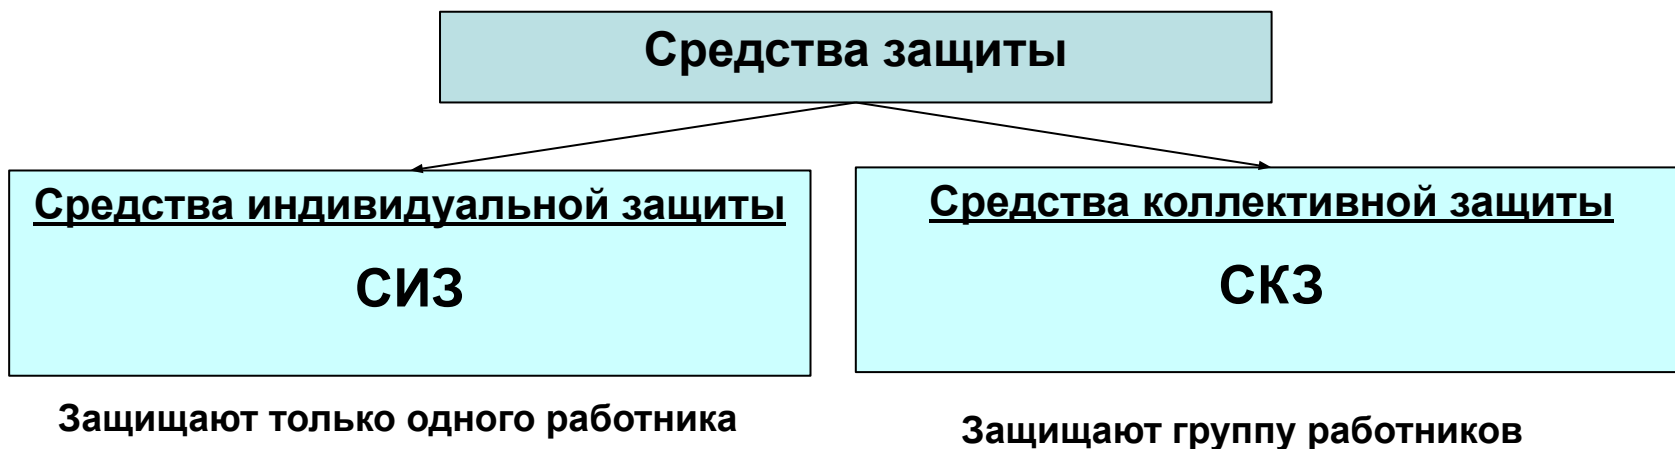 Средства защиты
Средства индивидуальной защиты
СИЗ
Средства коллективной защиты
СКЗ
Защищают только одного работника
Защищают группу работников